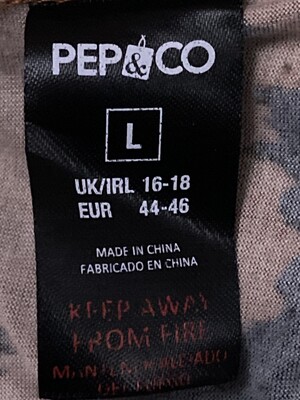 PEP&CO
L
UK/IRL 16-18
EUR 44-46
MADE IN CHINA
FABRICADO EN CHINA
KEEP AWAY
FROM FIRE